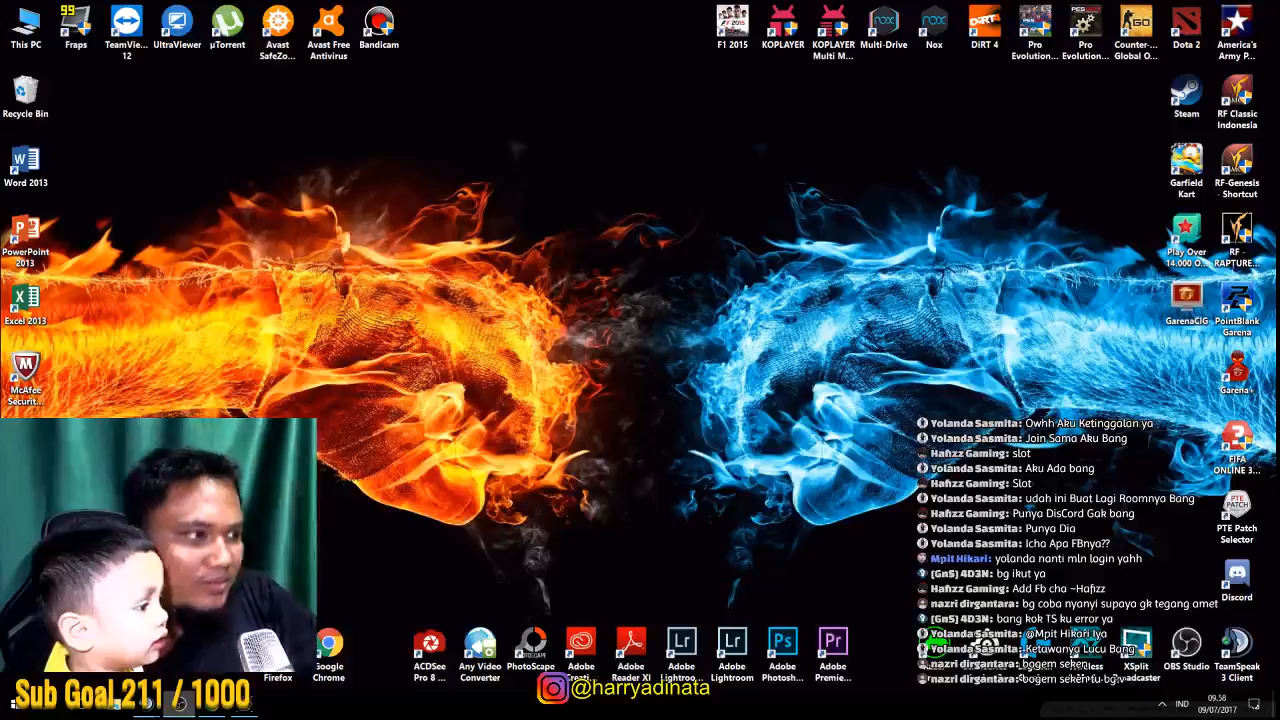 This PC
99
Fraps
TeamVie... 12
UltraViewer
µTorrent
Avast SafeZo...
Avast Free Antivirus
Bandicam
F1 2015
KOPLAYER
KOPLAYER Multi M...
Multi-Drive
Nox
DiRT 4
Pro Evolution...
Pro Evolution...
Counter-... Global O...
Dota 2
America's Army P...
Recycle Bin
Steam
RF Classic Indonesia
Word 2013
Garfield Kart
RF-Genesis - Shortcut
PowerPoint 2013
Play Over 14.000 O...
RF - RAPTURE...
Excel 2013
GarenaCIG
PointBlank Garena
McAfee Securit...
Garena+
Yolanda Sasmita: Owhh Aku Ketinggalan ya
Yolanda Sasmita: Join Sama Aku Bang
Hafizz Gaming: slot
Yolanda Sasmita: Aku Ada bang
Hafizz Gaming: Slot
Yolanda Sasmita: udah ini Buat Lagi Roomnya Bang
Hafizz Gaming: Punya DisCord Gak bang
Yolanda Sasmita: Punya Dia
Yolanda Sasmita: Icha Apa FBnya??
Mpit Hikari: yolanda nanti mln login yahh
[GnS] 4D3N: bg ikut ya
Hafizz Gaming: Add Fb cha ~Hafizz
nazri dirgantara: bg coba nyanyi supaya gk tegang amet
[GnS] 4D3N: bang kok TS ku error ya
Yolanda Sasmita: @Mpit Hikari Iya
Yolanda Sasmita: Ketawanya Lucu Bang
nazri dirgantara: bogem seken
nazri dirgantara: bogem seken tu bg
FIFA ONLINE 3...
PTE Patch Selector
Discord
Firefox
Google Chrome
ACDSee Pro 8 ...
Any Video Converter
PhotoScape
Adobe Creati...
Adobe Reader XI
Adobe Lightroom...
Adobe Lightroom
Adobe Photosh...
Adobe Premie...
OBS Studio
TeamSpeak 3 Client
Sub Goal 211 / 1000
@harryadinata
IND
09.58
09/07/2017